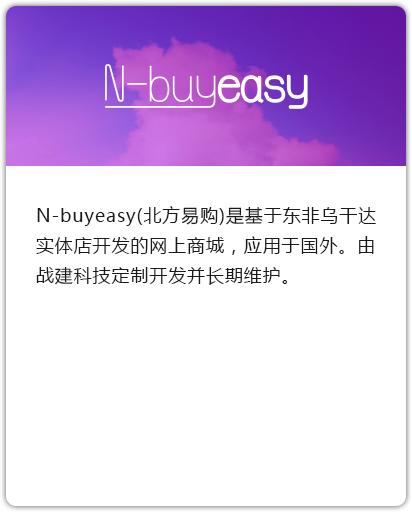 N-buyeasy
N-buyeasy(北方易购)是基于东非乌干达
实体店开发的网上商城，应用于国外。由
战建科技定制开发并长期维护。